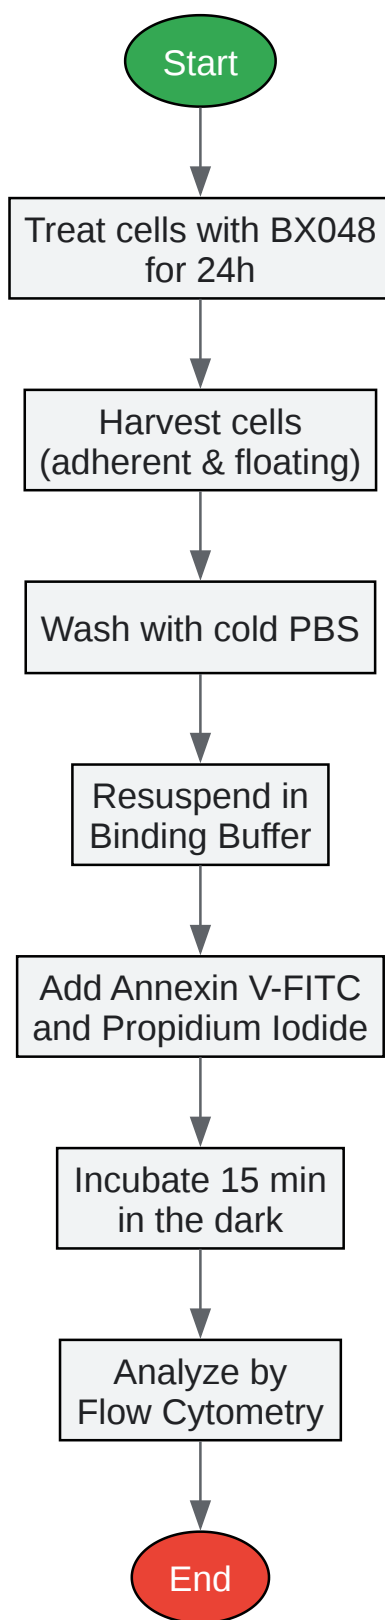 Start
Treat cells with BX048
for 24h
Harvest cells
(adherent & floating)
Wash with cold PBS
Resuspend in
Binding Buffer
Add Annexin V-FITC
and Propidium Iodide
Incubate 15 min
in the dark
Analyze by
Flow Cytometry
End